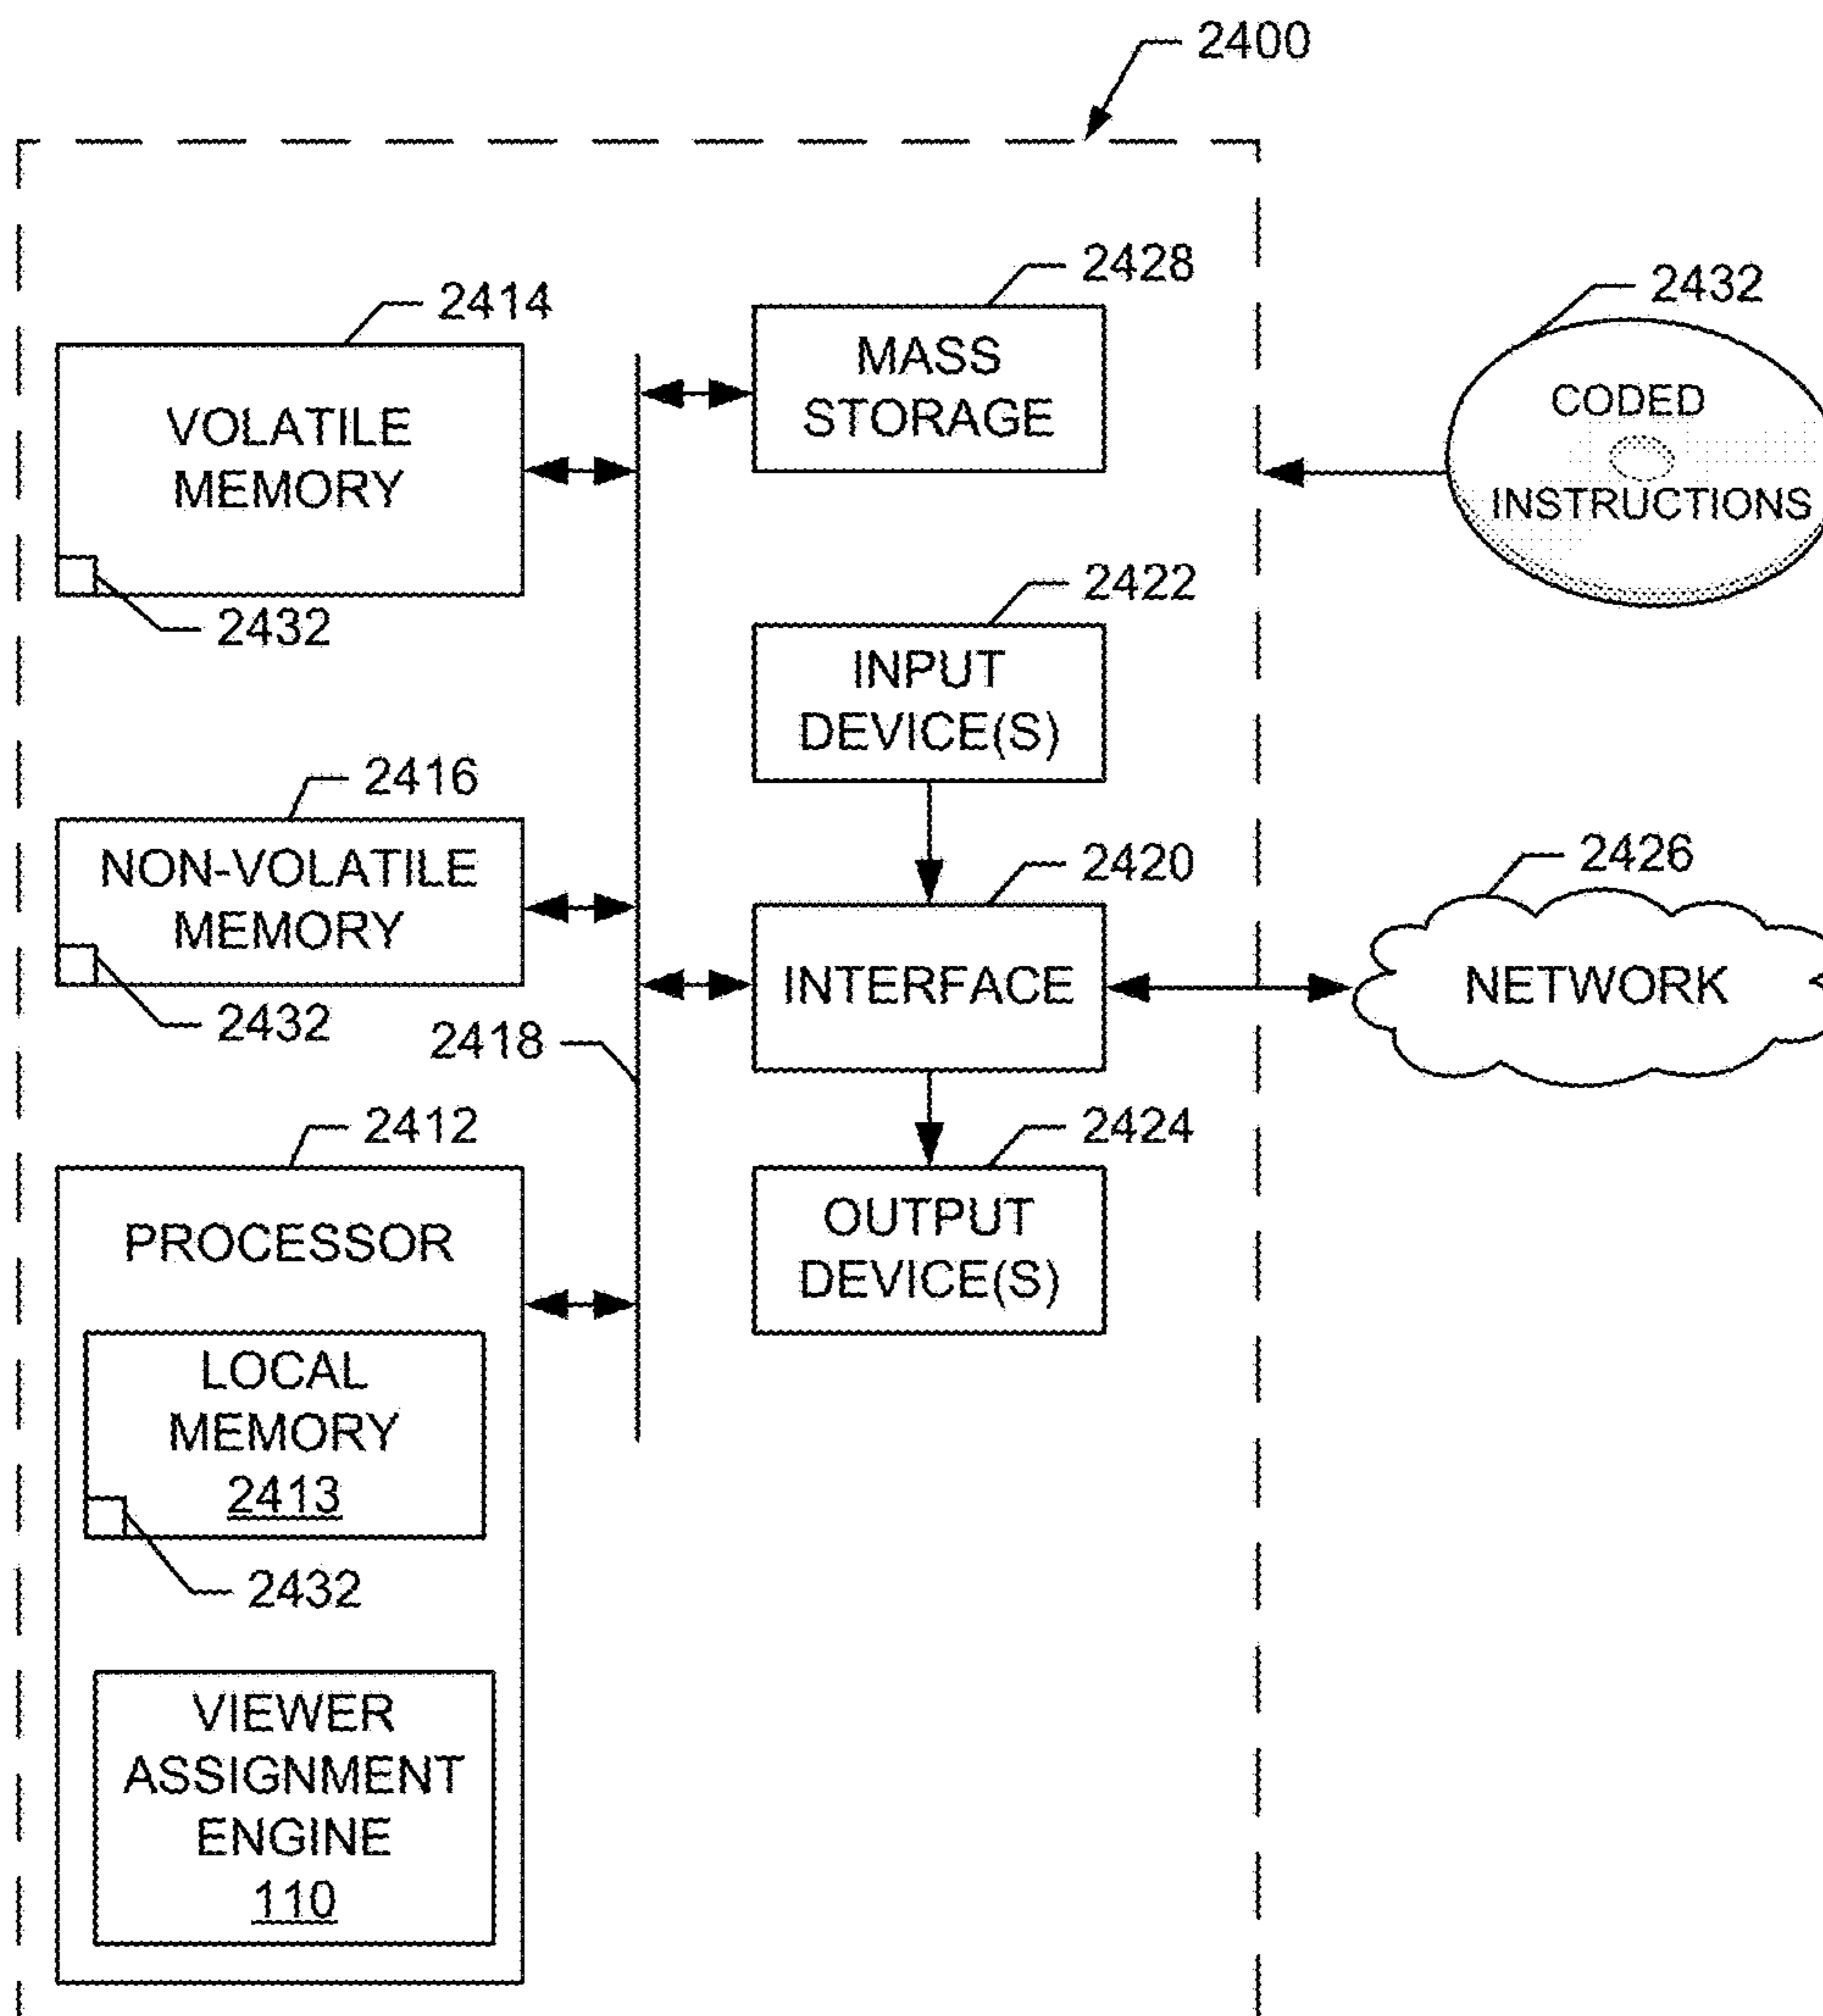 2400
2428
MASS
STORAGE
2414
VOLATILE
MEMORY
2432
2432
CODED
INSTRUCTIONS
2422
INPUT
DEVICE(S)
2416
NON-VOLATILE
MEMORY
2432
2420
INTERFACE
2426
NETWORK
2418
2412
PROCESSOR
LOCAL
MEMORY
2413
2432
VIEWER
ASSIGNMENT
ENGINE
110
2424
OUTPUT
DEVICE(S)